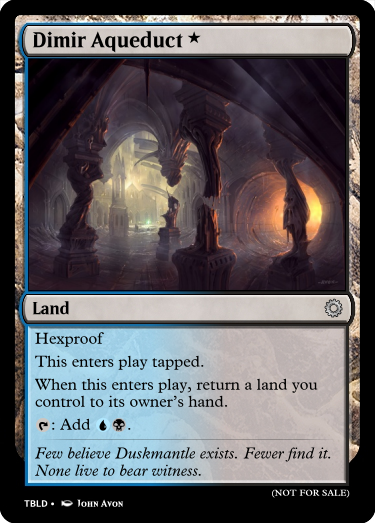 Dimir Aqueduct ★
Land
Hexproof
This enters play tapped.
When this enters play, return a land you
control to its owner's hand.
: Add .
Few believe Duskmantle exists. Fewer find it.
None live to bear witness.
(NOT FOR SALE)
TBLD • John Avon